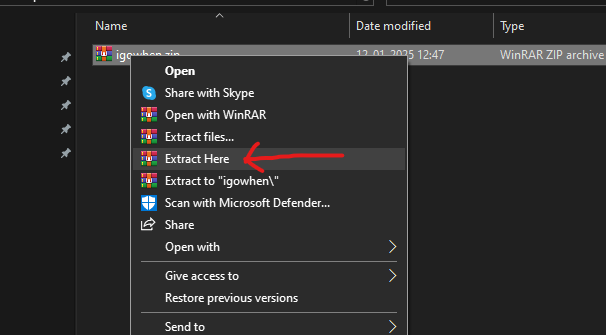 Name
Date modified
Type
igowhen.zip
12-01-2025 12:47
WinRAR ZIP archive
Open
Share with Skype
Open with WinRAR
Extract files...
Extract Here
Extract to "igowhen\"
Scan with Microsoft Defender...
Share
Open with
Give access to
Restore previous versions
Send to